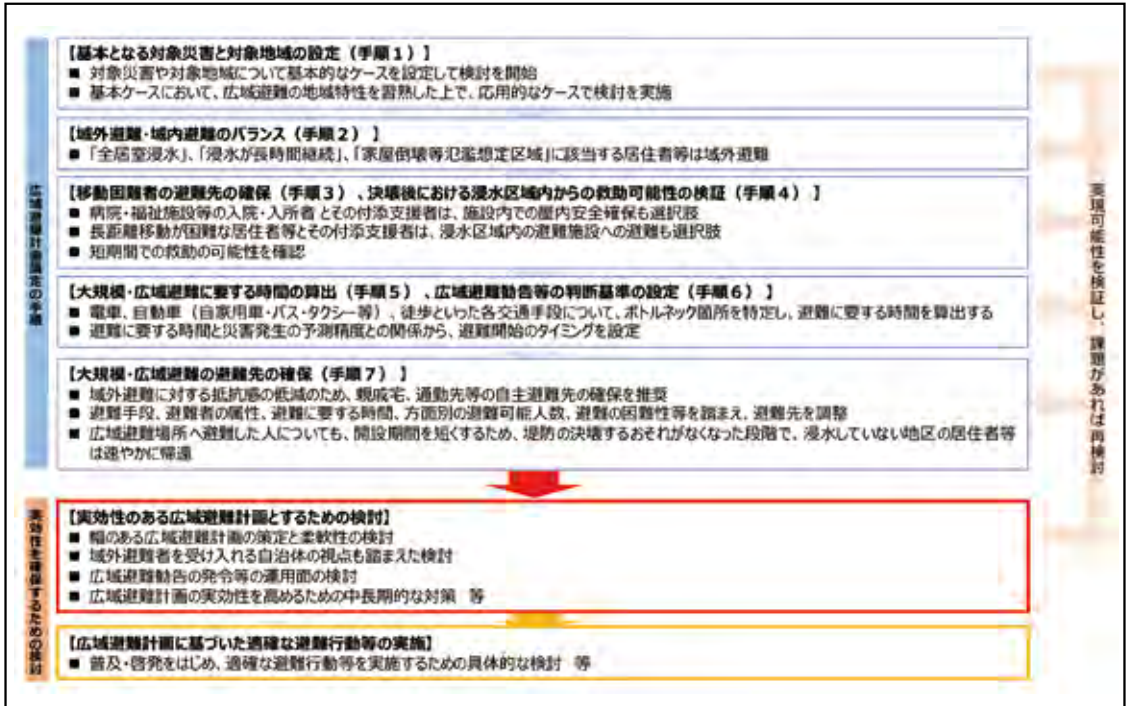 【基本となる対象災害と対象地域の設定（手順１）】
■ 対象災害や対象地域について基本的なケースを設定して検討を開始
■ 基本ケースにおいて、広域避難の地域特性を習熟した上で、応用的なケースで検討を実施
【域外避難・域内避難のバランス（手順２） 】
■ 「全居室浸水」、「浸水が長時間継続」、「家屋倒壊等氾濫想定区域」に該当する居住者等は域外避難
【移動困難者の避難先の確保（手順３） 、決壊後における浸水区域内からの救助可能性の検証（手順４） 】
■ 病院・福祉施設等の入院・入所者とその付添支援者は、施設内での屋内安全確保も選択肢
■ 長距離移動が困難な居住者等とその付添支援者は、浸水区域内の避難施設への避難も選択肢
■ 短期間での救助の可能性を確認
【大規模・広域避難に要する時間の算出（手順５） 、広域避難勧告等の判断基準の設定（手順６） 】
■ 電車、自動車（自家用車・バス・タクシー等）、徒歩といった各交通手段について、ボトルネック箇所を特定し、避難に要する時間を算出する
■ 避難に要する時間と災害発生の予測精度との関係から、避難開始のタイミングを設定
【大規模・広域避難の避難先の確保（手順７） 】
■ 域外避難に対する抵抗感の低減のため、親戚宅、通勤先等の自主避難先の確保を推奨
■ 避難手段、避難者の属性、避難に要する時間、方面別の避難可能人数、避難の困難性等を踏まえ、避難先を調整
■ 広域避難場所へ避難した人についても、開設期間を短くするため、堤防の決壊するおそれがなくなった段階で、浸水していない地区の居住者等
は速やかに帰還
広域避難計画策定の手順
実現可能性を検証し、課題があれば再検討
【実効性のある広域避難計画とするための検討】
■ 幅のある広域避難計画の策定と柔軟性の検討
■ 域外避難者を受け入れる自治体の視点も踏まえた検討
■ 広域避難勧告の発令等の運用面の検討
■ 広域避難計画の実効性を高めるための中長期的な対策 等
【広域避難計画に基づいた適確な避難行動等の実施】
■ 普及・啓発をはじめ、適確な避難行動等を実施するための具体的な検討 等
実効性を確保するための検討